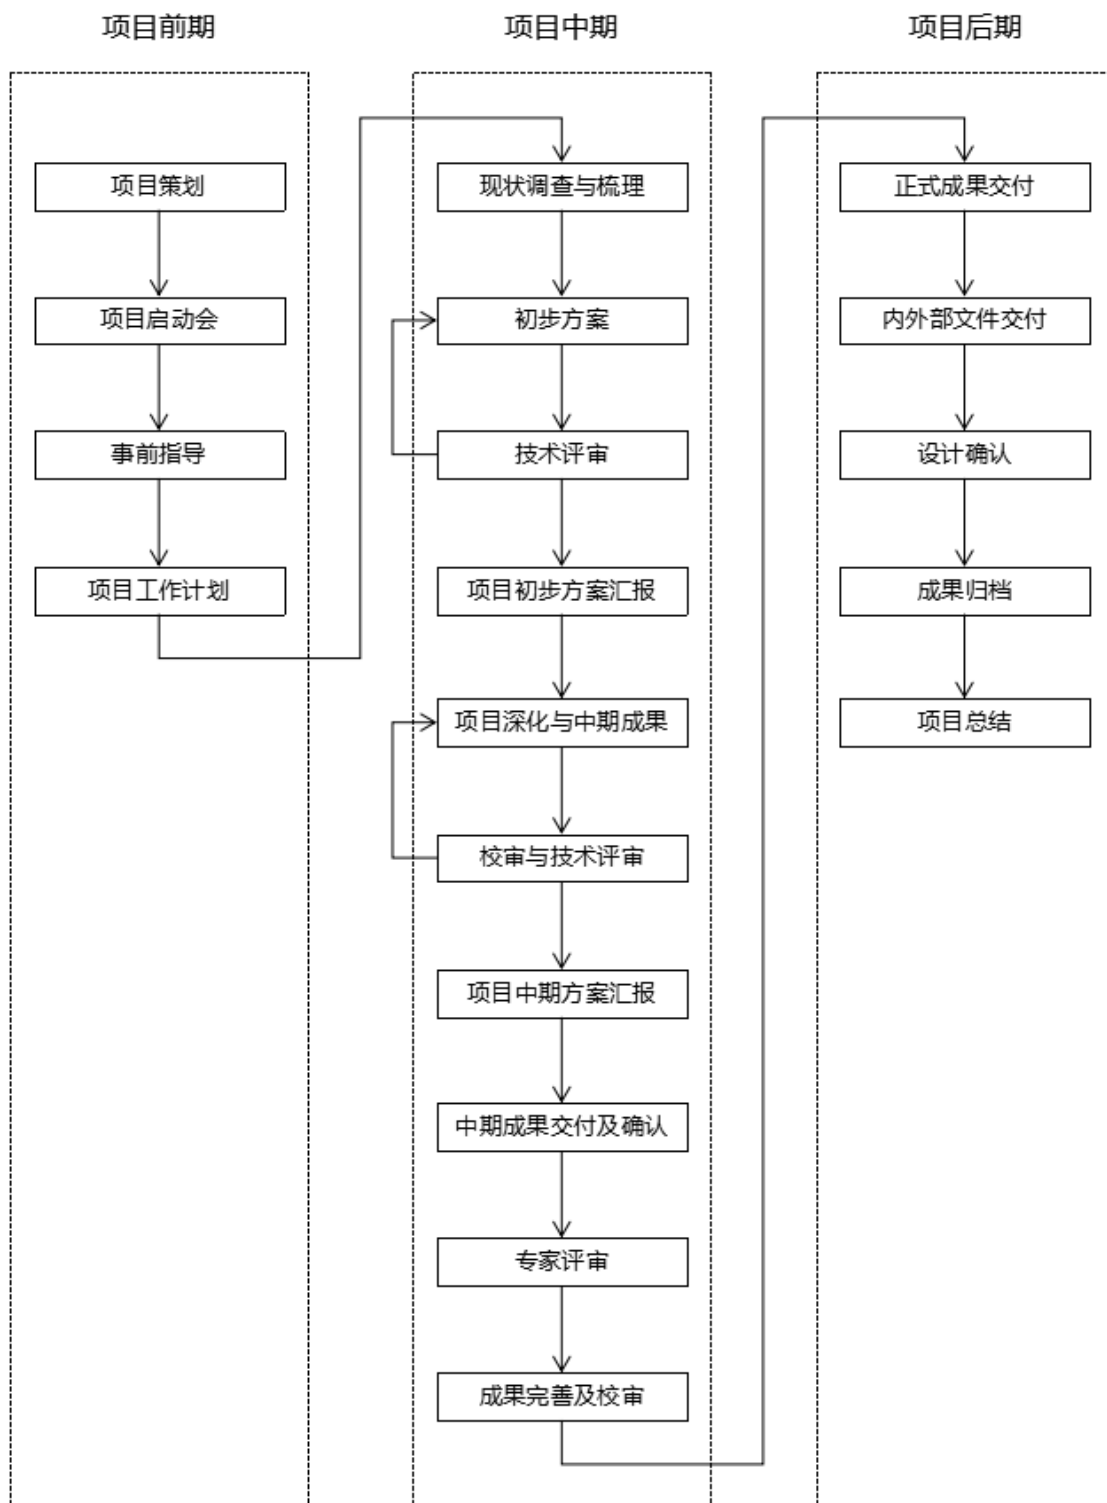 项目前期
项目策划
项目启动会
事前指导
项目工作计划
项目中期
现状调查与梳理
初步方案
技术评审
项目初步方案汇报
项目深化与中期成果
校审与技术评审
项目中期方案汇报
中期成果交付及确认
专家评审
成果完善及校审
项目后期
正式成果交付
内外部文件交付
设计确认
成果归档
项目总结